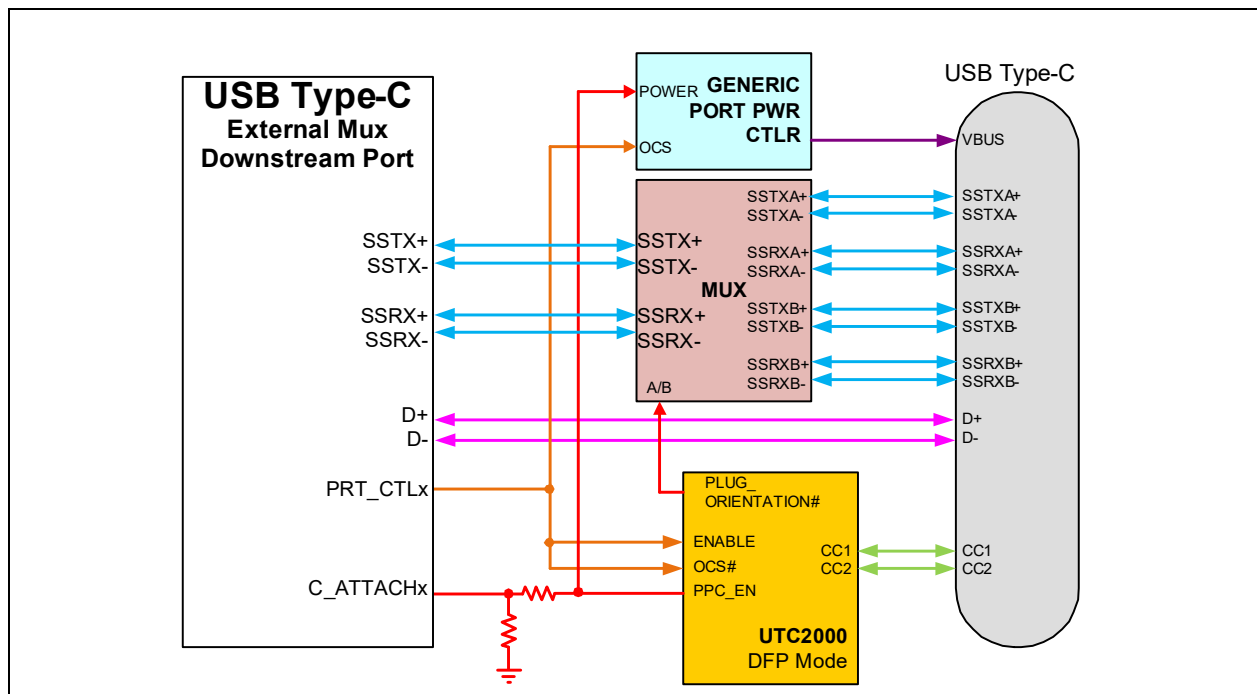 USB Type-C
External Mux
Downstream Port
SSTX+
SSTX-
SSRX+
SSRX-
D+
D-
PRT_CTLx
C_ATTACHx
POWER
GENERIC
PORT PWR
CTLR
OCS
SSTX+
SSTX-
MUX
SSRX+
SSRX-
A/B
SSTXA+
SSTXA-
SSRXA+
SSRXA-
SSTXB+
SSTXB-
SSRXB+
SSRXB-
PLUG_
ORIENTATION#
ENABLE
OCS#
PPC_EN
CC1
CC2
UTC2000
DFP Mode
USB Type-C
VBUS
SSTXA+
SSTXA-
SSRXA+
SSRXA-
SSTXB+
SSTXB-
SSRXB+
SSRXB-
D+
D-
CC1
CC2